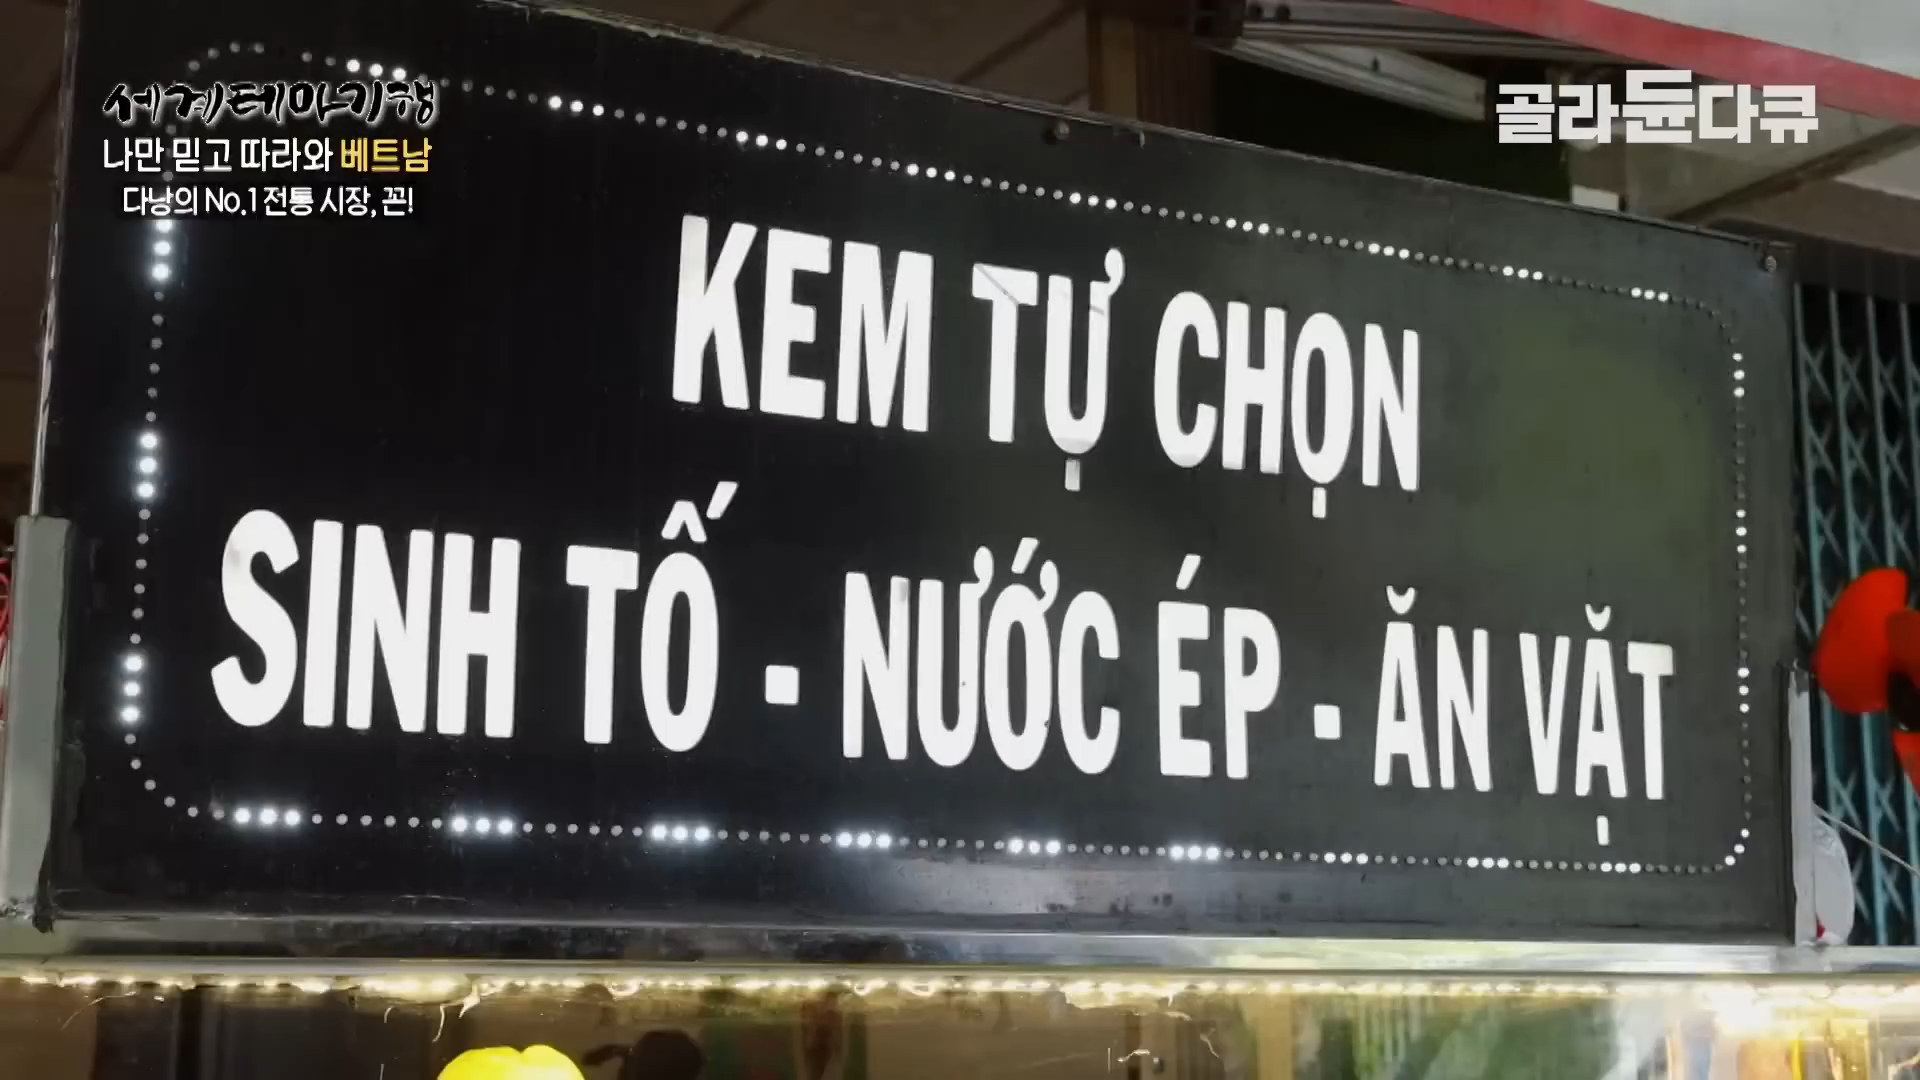 세계테마기행
나만 믿고 따라와 베트남
다낭의 No.1 전통 시장, 꼰!
골라듄다큐
KEM TỰ CHỌN
SINH TỐ - NƯỚC ÉP - ĂN VẶT